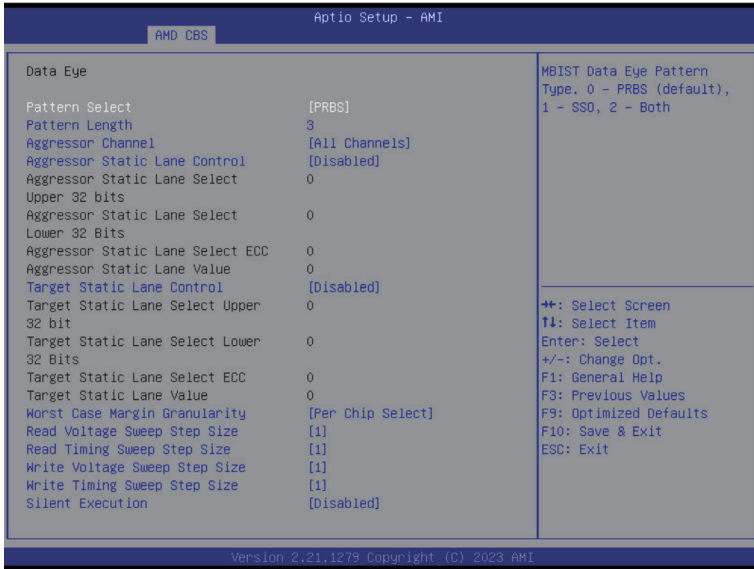 Aptio Setup - AMI
AMD CBS
Data Eye
Pattern Select [PRBS]
Pattern Length 3
Aggressor Channel [All Channels]
Aggressor Static Lane Control [Disabled]
Aggressor Static Lane Select 0
Upper 32 bits
Aggressor Static Lane Select 0
Lower 32 Bits
Aggressor Static Lane Select ECC 0
Aggressor Static Lane Value 0
Target Static Lane Control [Disabled]
Target Static Lane Select Upper 0
32 bit
Target Static Lane Select Lower 0
32 Bits
Target Static Lane Select ECC 0
Target Static Lane Value 0
Worst Case Margin Granularity [Per Chip Select]
Read Voltage Sweep Step Size [1]
Read Timing Sweep Step Size [1]
Write Voltage Sweep Step Size [1]
Write Timing Sweep Step Size [1]
Silent Execution [Disabled]
MBIST Data Eye Pattern
Type. 0 - PRBS (default),
1 - SSO, 2 - Both
→←: Select Screen
↑↓: Select Item
Enter: Select
+/-: Change Opt.
F1: General Help
F3: Previous Values
F9: Optimized Defaults
F10: Save & Exit
ESC: Exit
Version 2.21.1279 Copyright (C) 2023 AMI